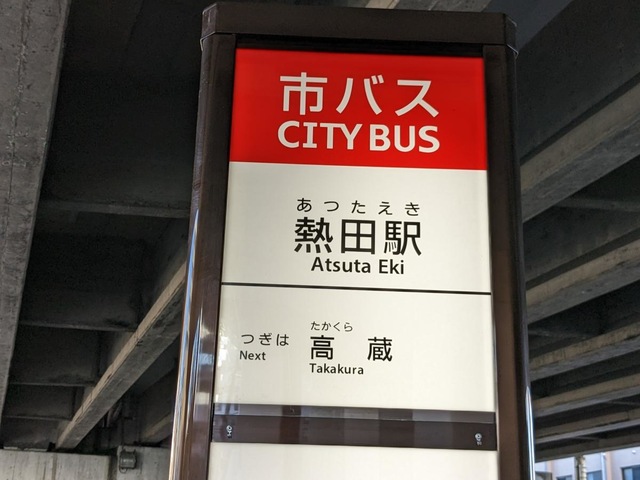 市バス
CITY BUS
あつたえき
熱田駅
Atsuta Eki
つぎは
Next
たかくら
高蔵
Takakura